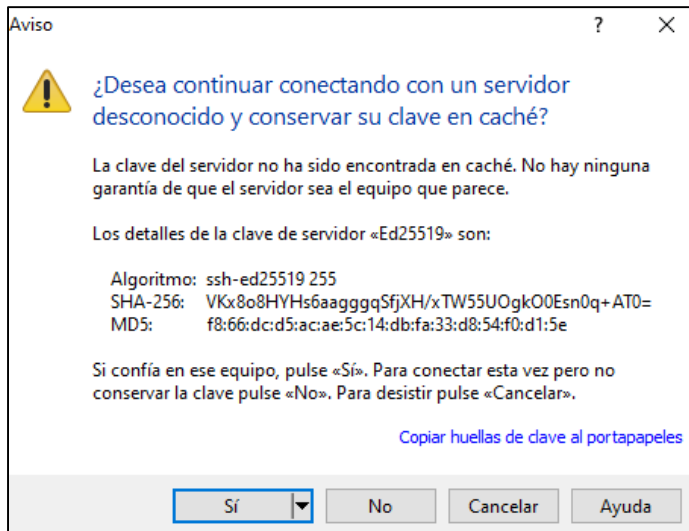 Aviso
?
¿Desea continuar conectando con un servidor
desconocido y conservar su clave en caché?
La clave del servidor no ha sido encontrada en caché. No hay ninguna
garantía de que el servidor sea el equipo que parece.
Los detalles de la clave de servidor «Ed25519» son:
Algoritmo: ssh-ed25519 255
SHA-256: VKx8o8HYHs6aagggqSfjXH/xTW55UOgkO0Esn0q+AT0=
MD5: f8:66:dc:d5:ac:ae:5c:14:db:fa:33:d8:54:f0:d1:5e
Si confía en ese equipo, pulse «Sí». Para conectar esta vez pero no
conservar la clave pulse «No». Para desistir pulse «Cancelar».
Copiar huellas de clave al portapapeles
Sí No Cancelar Ayuda